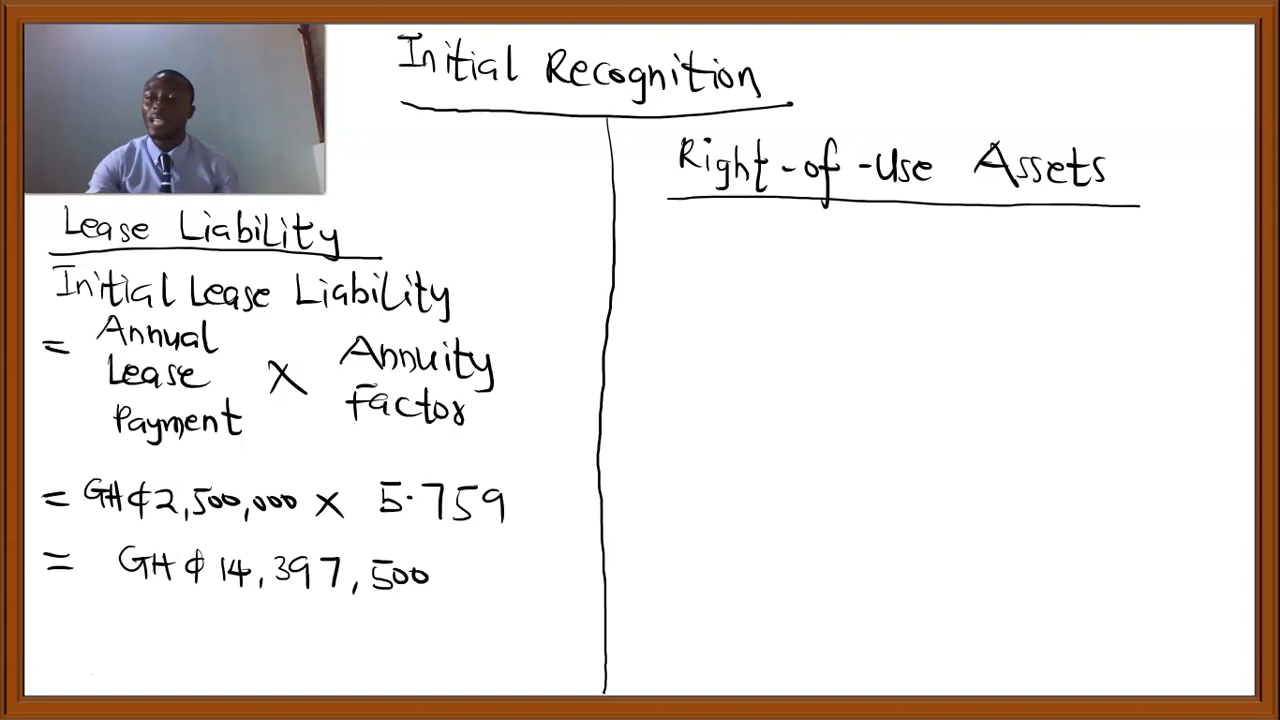 Initial Recognition
Right-of-use Assets
Lease Liability
Initial Lease Liability
= Annual Lease Payment X Annuity Factor
= GH¢2,500,000 X 5.759
= GH¢14,397,500